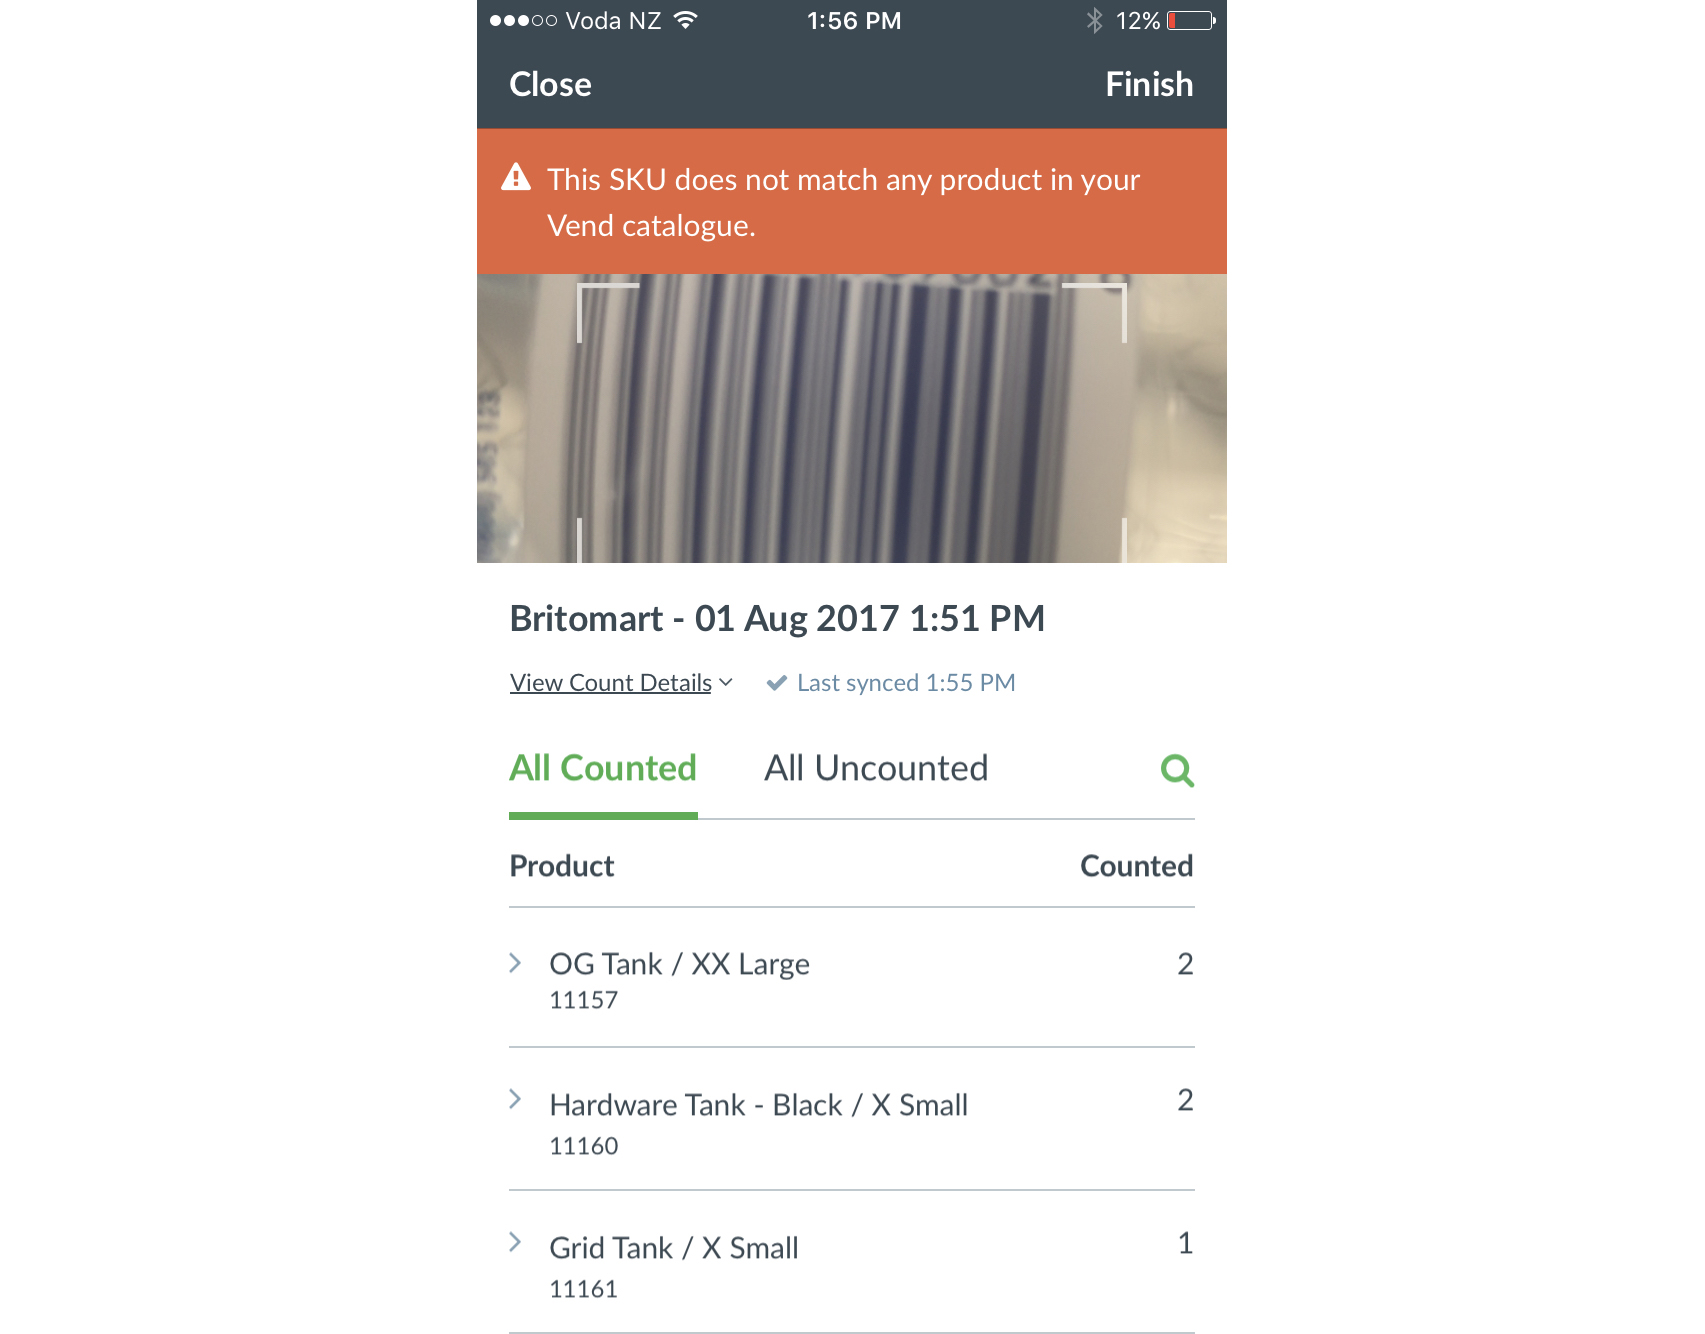 Voda NZ 1:56 PM 12%
Close Finish
This SKU does not match any product in your
Vend catalogue.
Britomart - 01 Aug 2017 1:51 PM
View Count Details Last synced 1:55 PM
All Counted All Uncounted
Product Counted
OG Tank / XX Large 2
11157
Hardware Tank - Black / X Small 2
11160
Grid Tank / X Small 1
11161